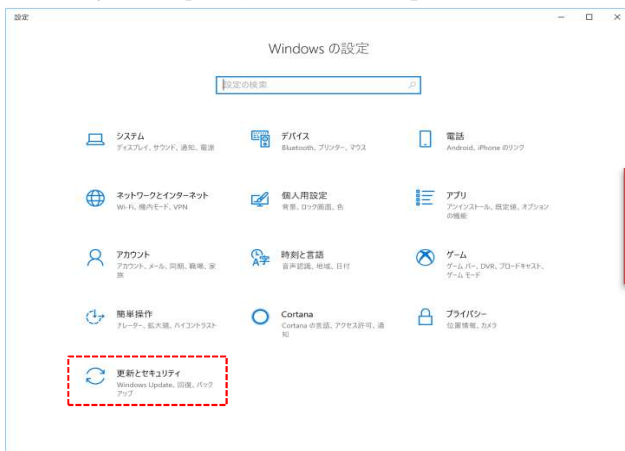 設定
Windows の設定
設定の検索
システム
ディスプレイ、サウンド、通知、電源
デバイス
Bluetooth、プリンター、マウス
電話
Android、iPhone のリンク
ネットワークとインターネット
Wi-Fi、機内モード、VPN
個人用設定
背景、ロック画面、色
アプリ
アンインストール、既定値、オプション
の機能
アカウント
アカウント、メール、同期、職場、家
族
時刻と言語
音声認識、地域、日付
ゲーム
ゲーム バー、DVR、ブロードキャスト、
ゲーム モード
簡単操作
ナレーター、拡大鏡、ハイコントラスト
Cortana
Cortana の言語、アクセス許可、通
知
プライバシー
位置情報、カメラ
更新とセキュリティ
Windows Update、回復、バック
アップ